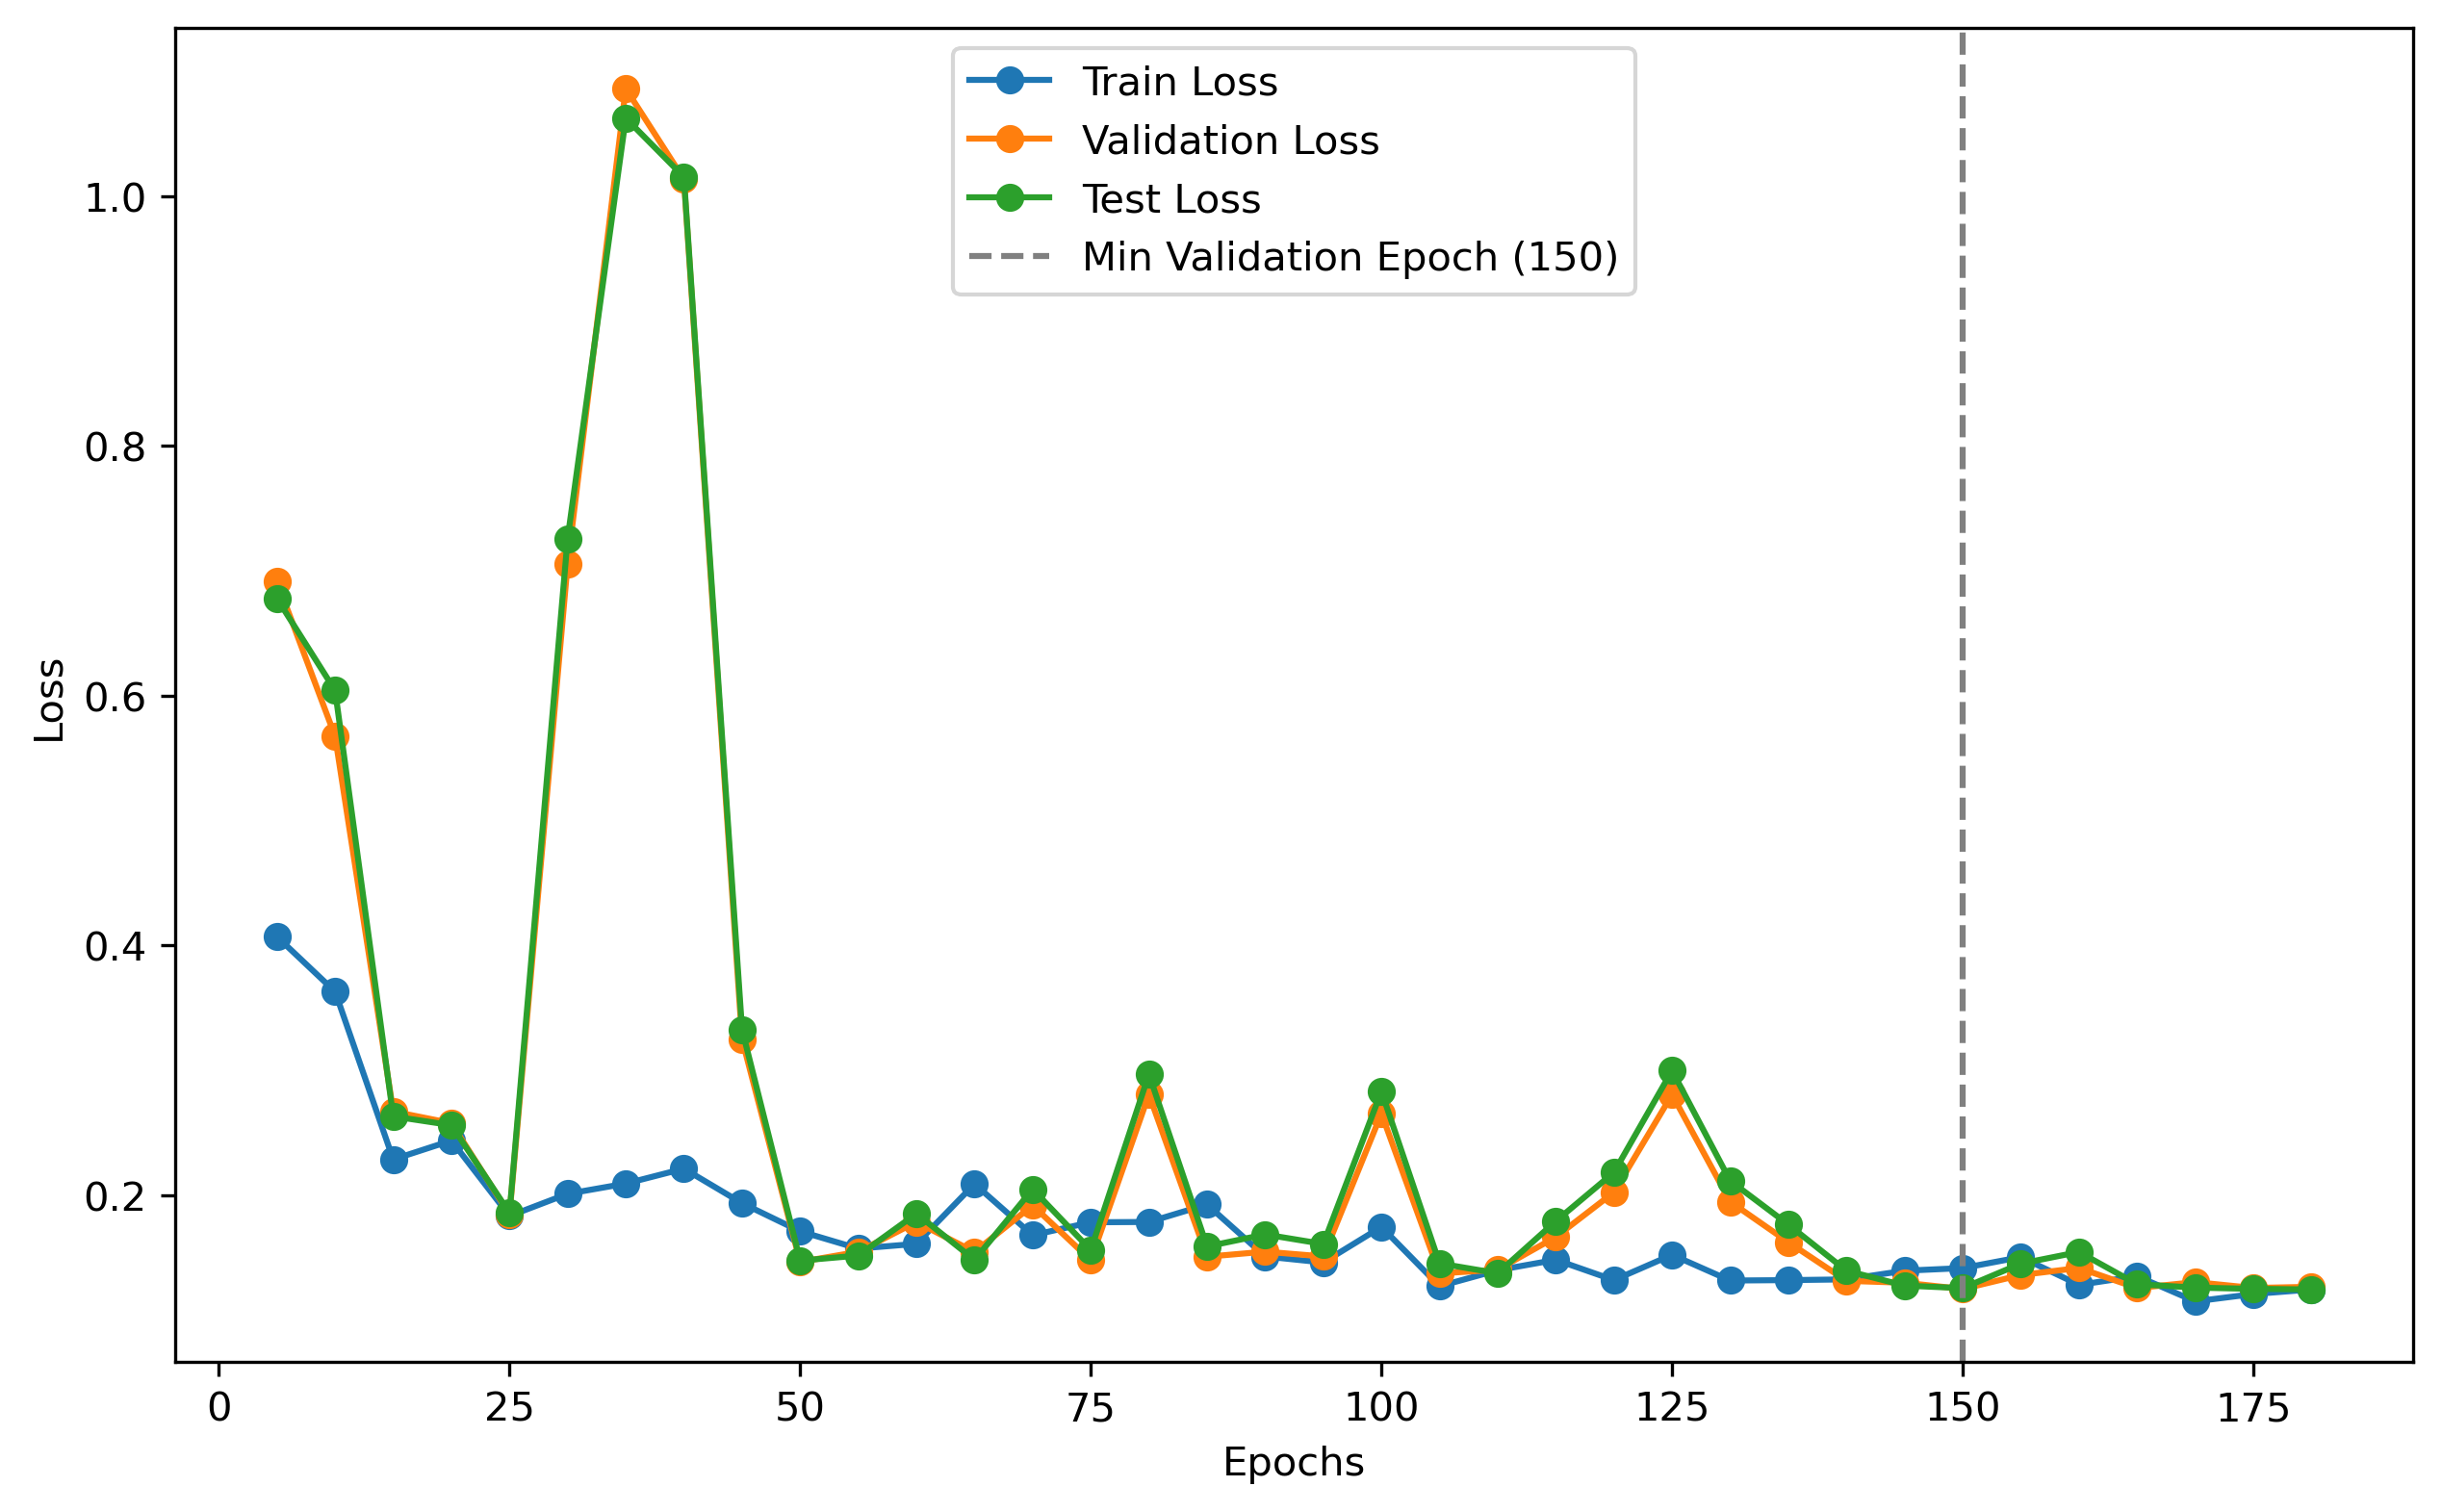 Train Loss
Validation Loss
Test Loss
Min Validation Epoch (150)
1.0
0.8
0.6
0.4
0.2
Loss
0 25 50 75 100 125 150 175
Epochs